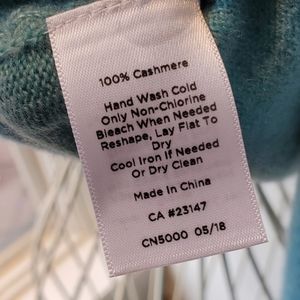 100% Cashmere
Hand Wash Cold
Only Non-Chlorine
Bleach When Needed
Reshape, Lay Flat To
Dry
Cool Iron if Needed
Or Dry Clean
Made in China
CA #23147
CN5000 05/18